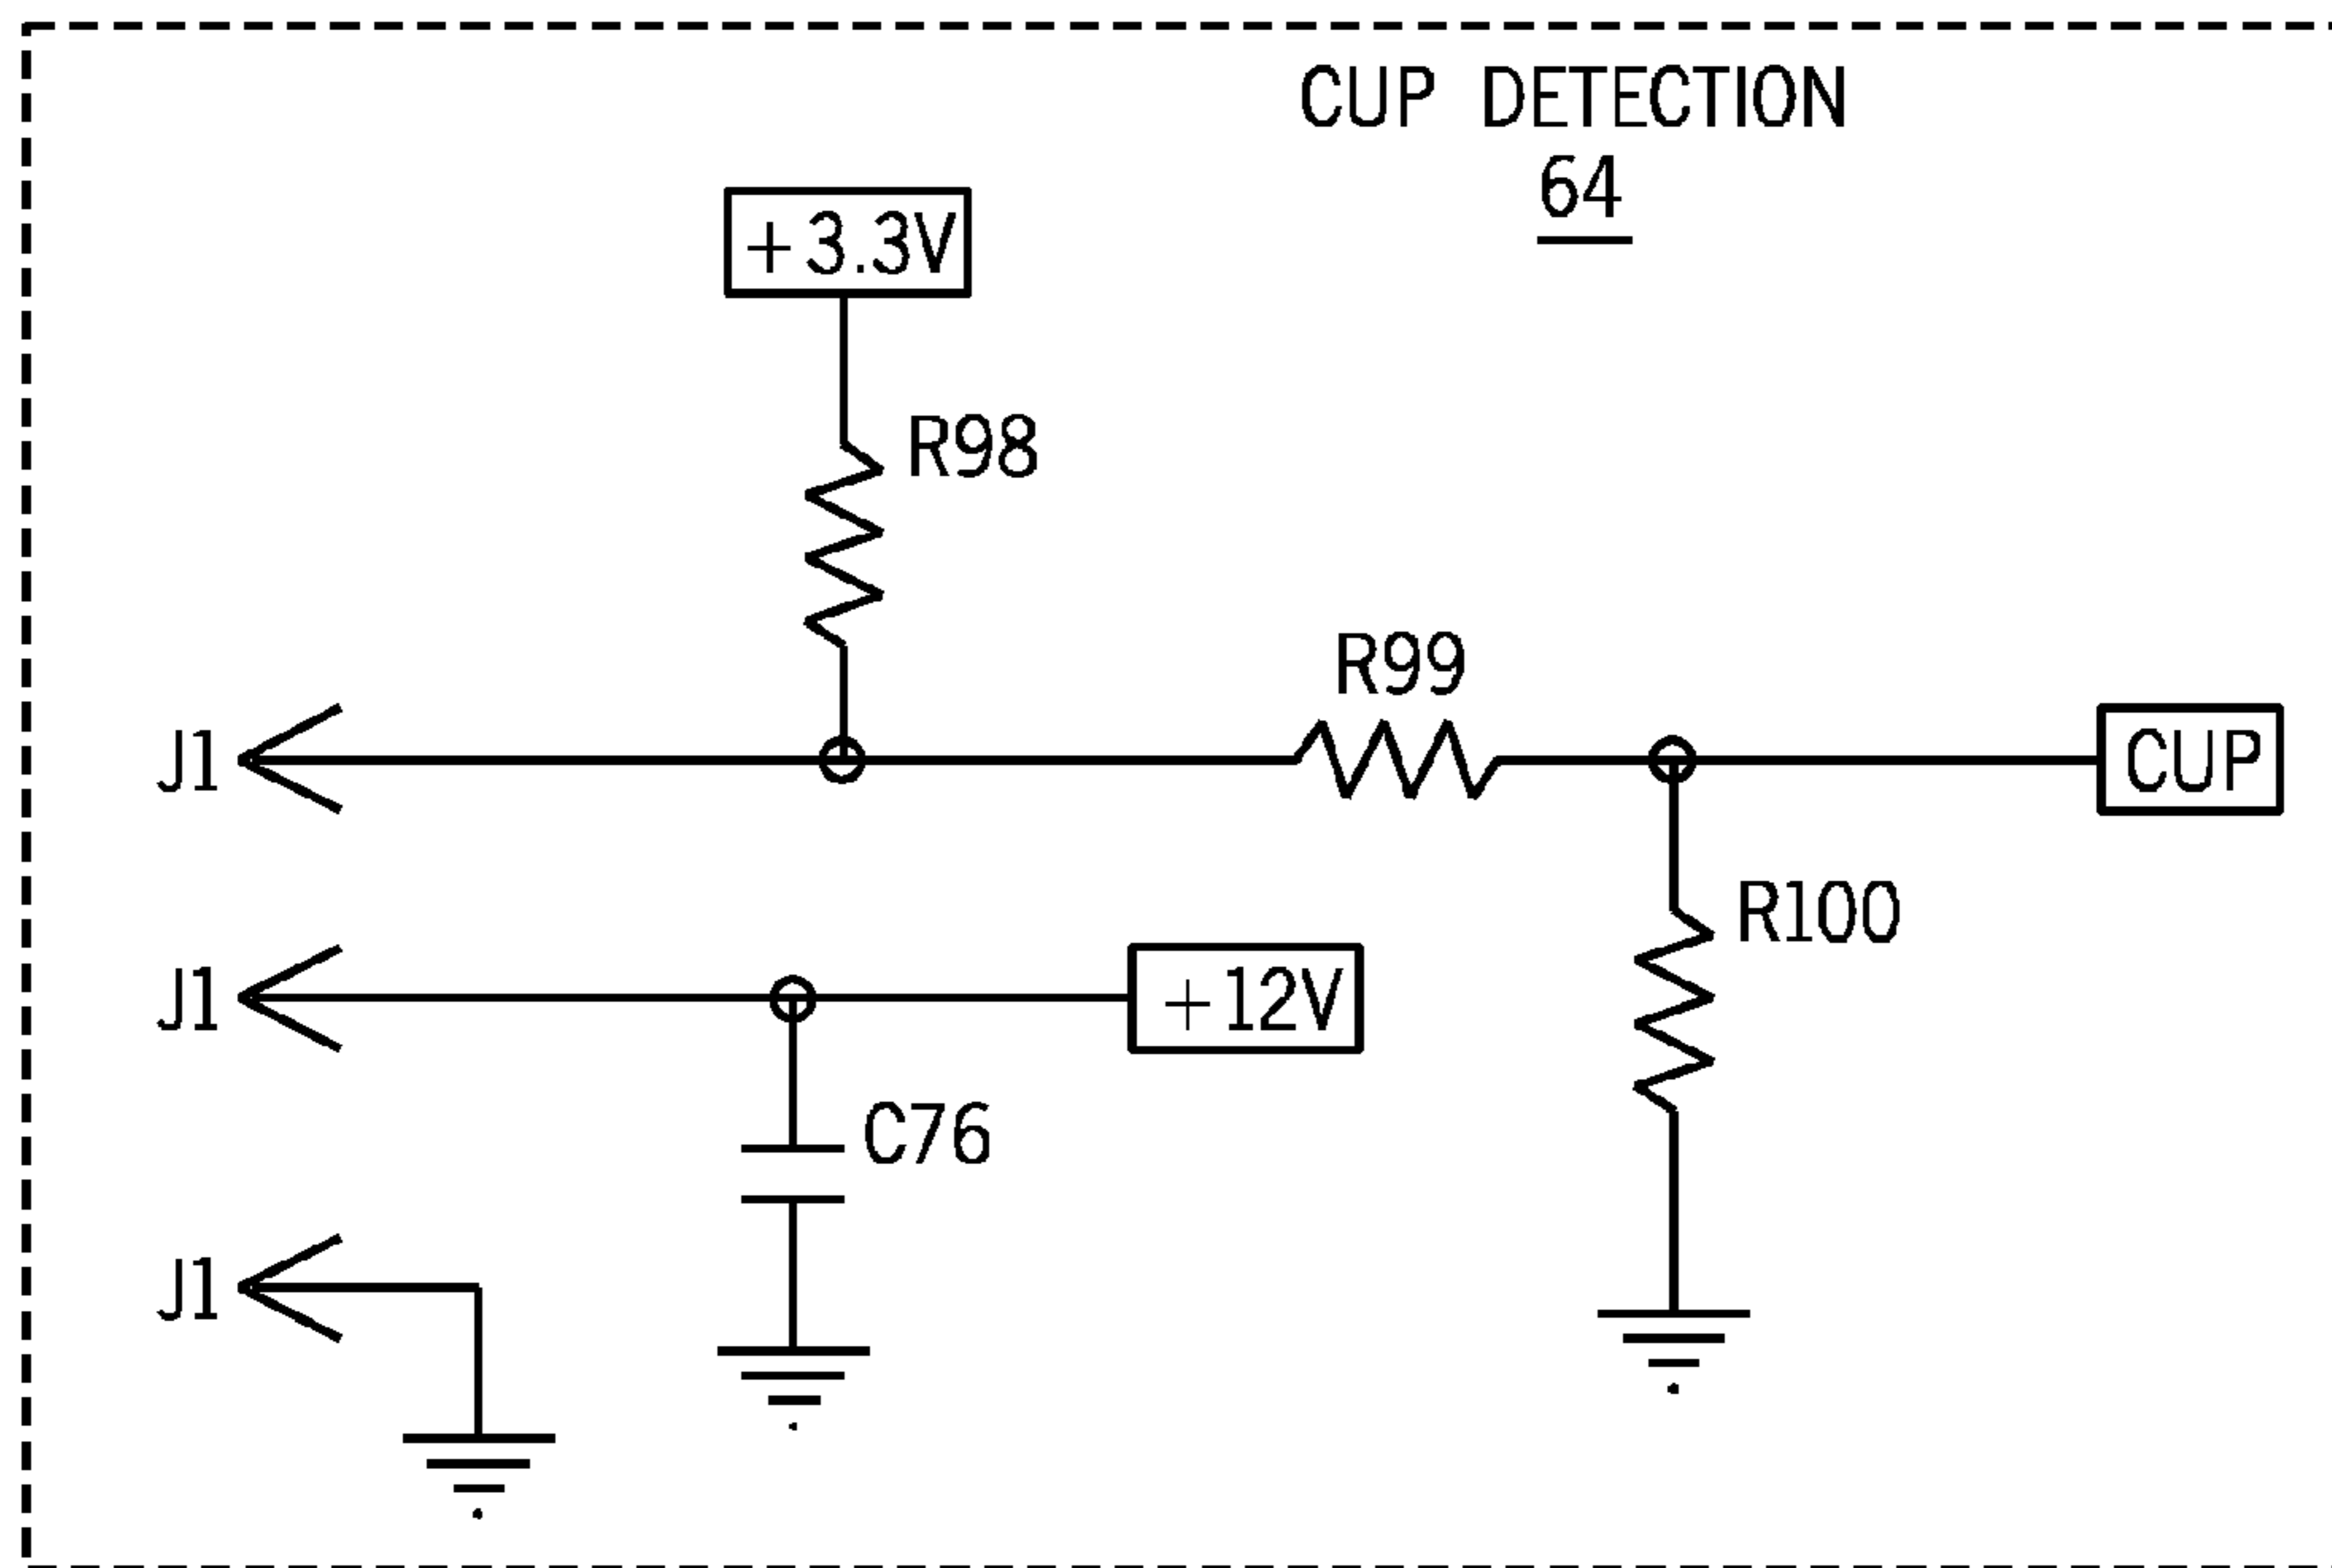 CUP DETECTION
64
+3.3V
R98
R99
J1
CUP
R100
J1
+12V
C76
J1